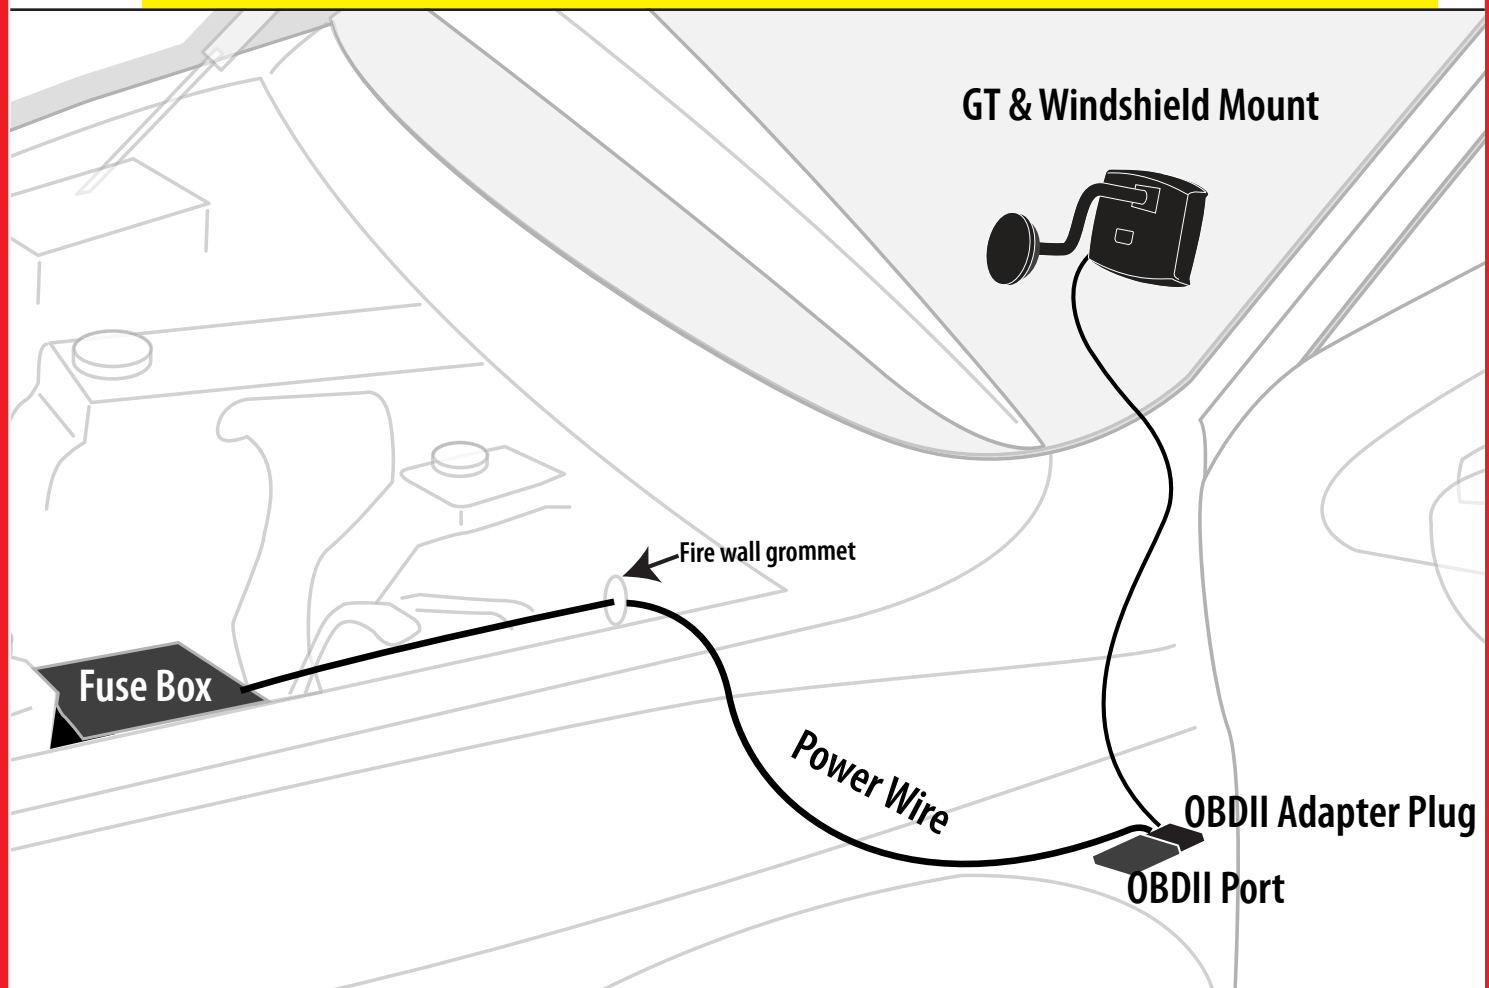 GT & Windshield Mount
Fire wall grommet
Fuse Box
Power Wire
OBDII Adapter Plug
OBDII Port